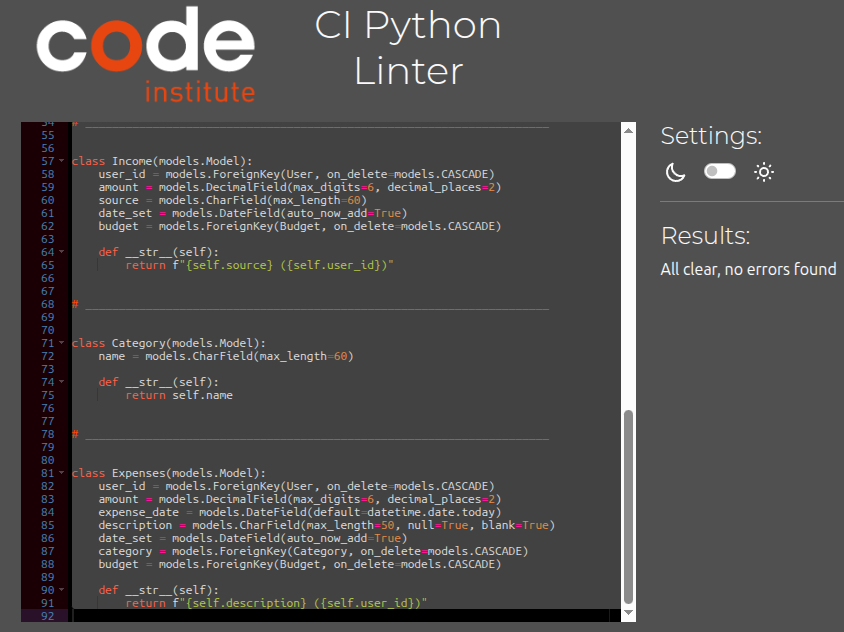 code
institute
CI Python
Linter
54 # ______________________________________________________________________
55
56
57 class Income(models.Model):
58     user_id = models.ForeignKey(User, on_delete=models.CASCADE)
59     amount = models.DecimalField(max_digits=6, decimal_places=2)
60     source = models.CharField(max_length=60)
61     date_set = models.DateField(auto_now_add=True)
62     budget = models.ForeignKey(Budget, on_delete=models.CASCADE)
63
64     def __str__(self):
65         return f"{self.source} ({self.user_id})"
66
67
68 # ______________________________________________________________________
69
70
71 class Category(models.Model):
72     name = models.CharField(max_length=60)
73
74     def __str__(self):
75         return self.name
76
77
78 # ______________________________________________________________________
79
80
81 class Expenses(models.Model):
82     user_id = models.ForeignKey(User, on_delete=models.CASCADE)
83     amount = models.DecimalField(max_digits=6, decimal_places=2)
84     expense_date = models.DateField(default=datetime.date.today)
85     description = models.CharField(max_length=50, null=True, blank=True)
86     date_set = models.DateField(auto_now_add=True)
87     category = models.ForeignKey(Category, on_delete=models.CASCADE)
88     budget = models.ForeignKey(Budget, on_delete=models.CASCADE)
89
90     def __str__(self):
91         return f"{self.description} ({self.user_id})"
92
Settings:
Results:
All clear, no errors found